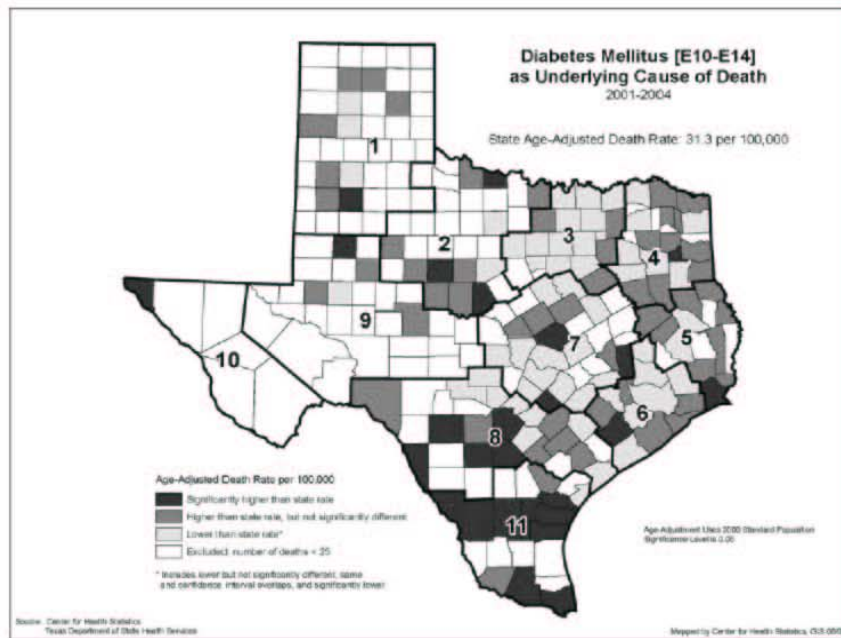 Diabetes Mellitus [E10-E14]
as Underlying Cause of Death
2001-2004
State Age-Adjusted Death Rate: 31.3 per 100,000
1
2
3
4
9
5
7
10
6
8
11
Age-Adjusted Death Rate per 100,000
Significantly higher than state rate
Higher than state rate, but not significantly different
Lower than state rate*
Excluded: number of deaths < 25
* Includes lower but not significantly different, same
and confidence interval overlaps, and significantly lower
Age-Adjustment Uses 2000 Standard Population
Significance Level= 0.05
Source: Center for Health Statistics
Texas Department of State Health Services
Mapped by Center for Health Statistics,